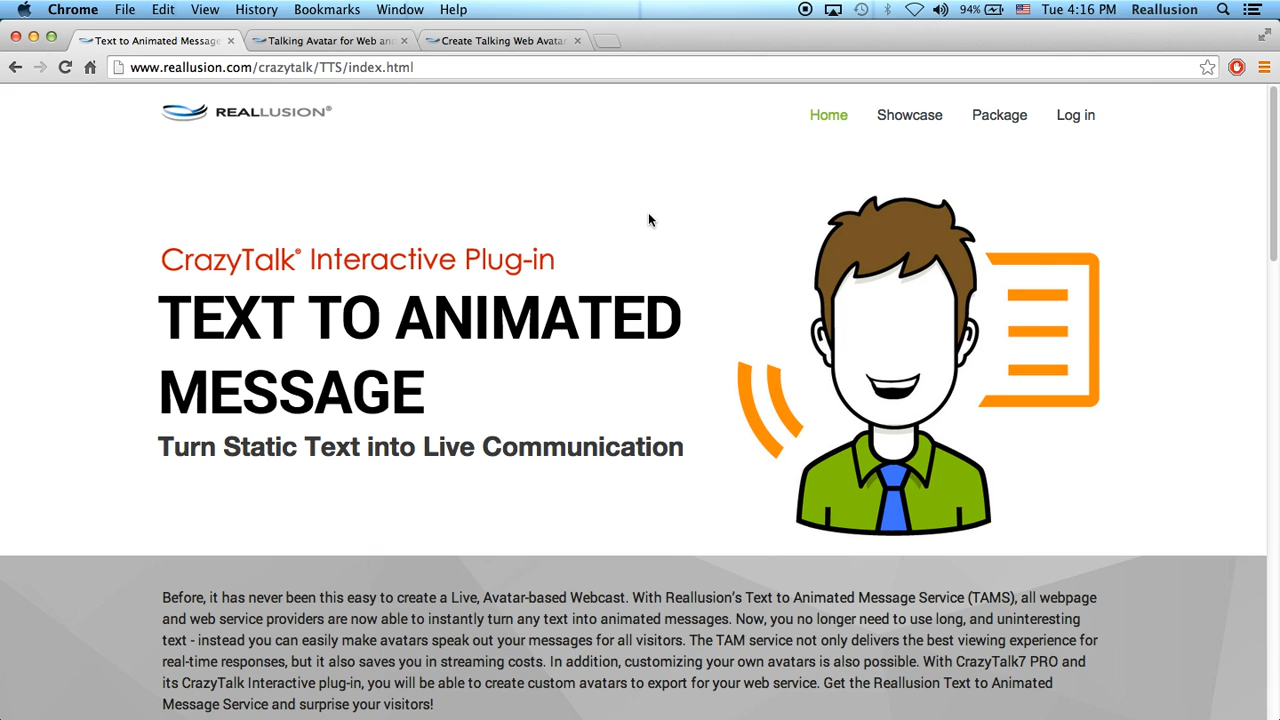 Chrome File Edit View History Bookmarks Window Help 94% Tue 4:16 PM Reallusion
Text to Animated Message Talking Avatar for Web an Create Talking Web Avatar
www.reallusion.com/crazytalk/TTS/index.html
REALLUSION® Home Showcase Package Log in
CrazyTalk® Interactive Plug-in
TEXT TO ANIMATED
MESSAGE
Turn Static Text into Live Communication
Before, it has never been this easy to create a Live, Avatar-based Webcast. With Reallusion's Text to Animated Message Service (TAMS), all webpage
and web service providers are now able to instantly turn any text into animated messages. Now, you no longer need to use long, and uninteresting
text - instead you can easily make avatars speak out your messages for all visitors. The TAM service not only delivers the best viewing experience for
real-time responses, but it also saves you in streaming costs. In addition, customizing your own avatars is also possible. With CrazyTalk7 PRO and
its CrazyTalk Interactive plug-in, you will be able to create custom avatars to export for your web service. Get the Reallusion Text to Animated
Message Service and surprise your visitors!